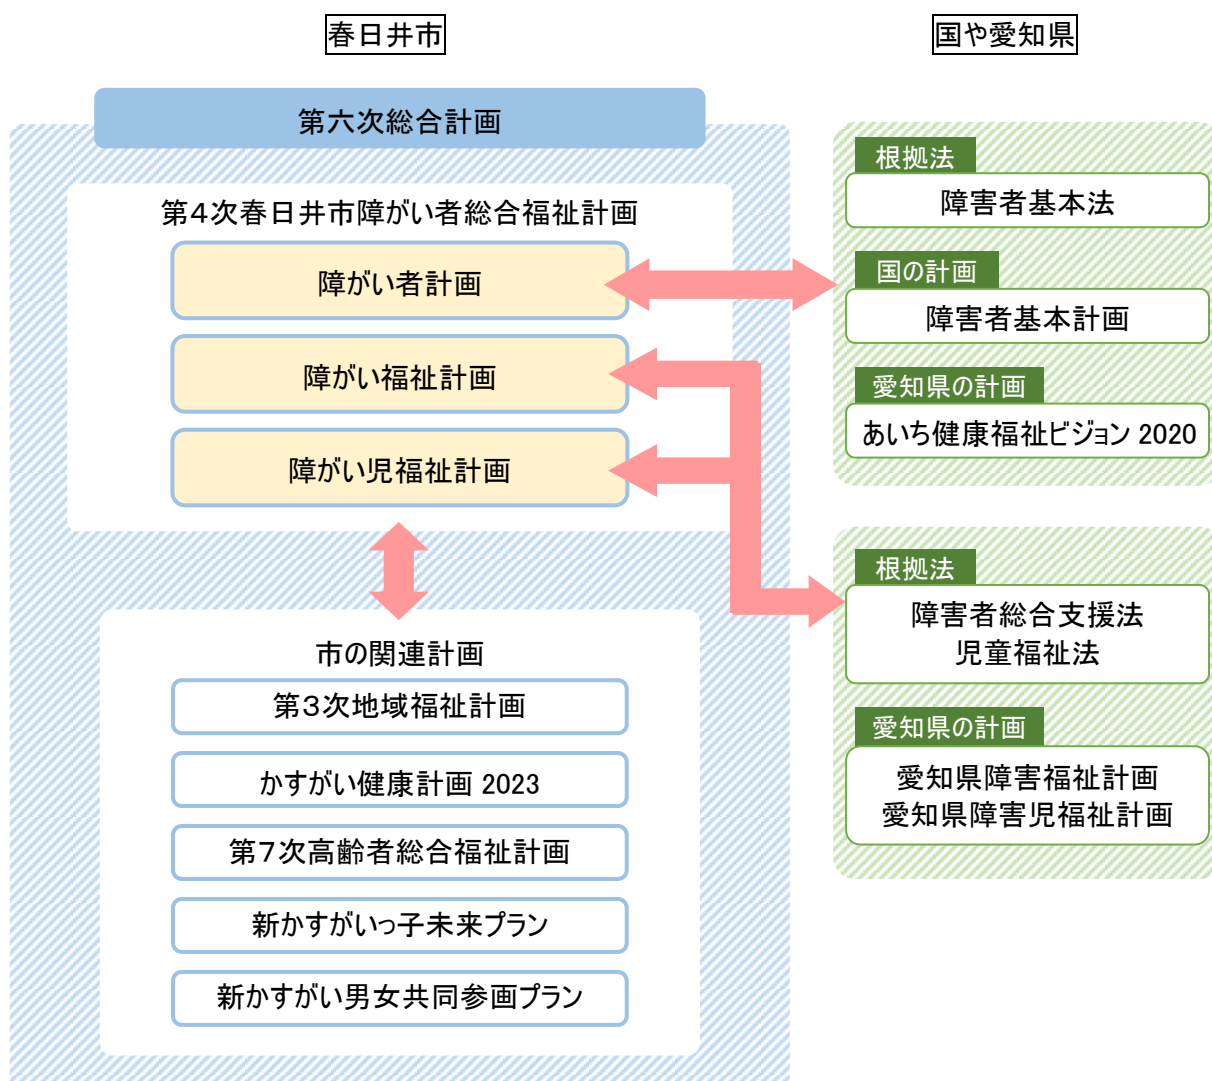 春日井市
国や愛知県
第六次総合計画
第４次春日井市障がい者総合福祉計画
障がい者計画
障がい福祉計画
障がい児福祉計画
市の関連計画
第３次地域福祉計画
かすがい健康計画 2023
第７次高齢者総合福祉計画
新かすがいっ子未来プラン
新かすがい男女共同参画プラン
根拠法
障害者基本法
国の計画
障害者基本計画
愛知県の計画
あいち健康福祉ビジョン 2020
根拠法
障害者総合支援法
児童福祉法
愛知県の計画
愛知県障害福祉計画
愛知県障害児福祉計画